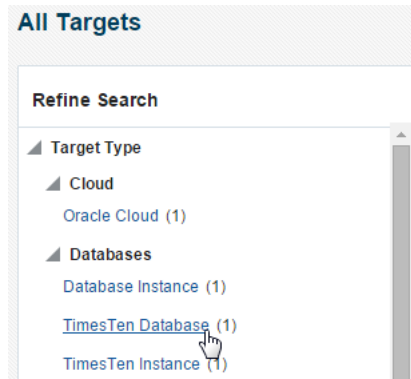 All Targets
Refine Search
Target Type
Cloud
Oracle Cloud (1)
Databases
Database Instance (1)
TimesTen Database (1)
TimesTen Instance (1)